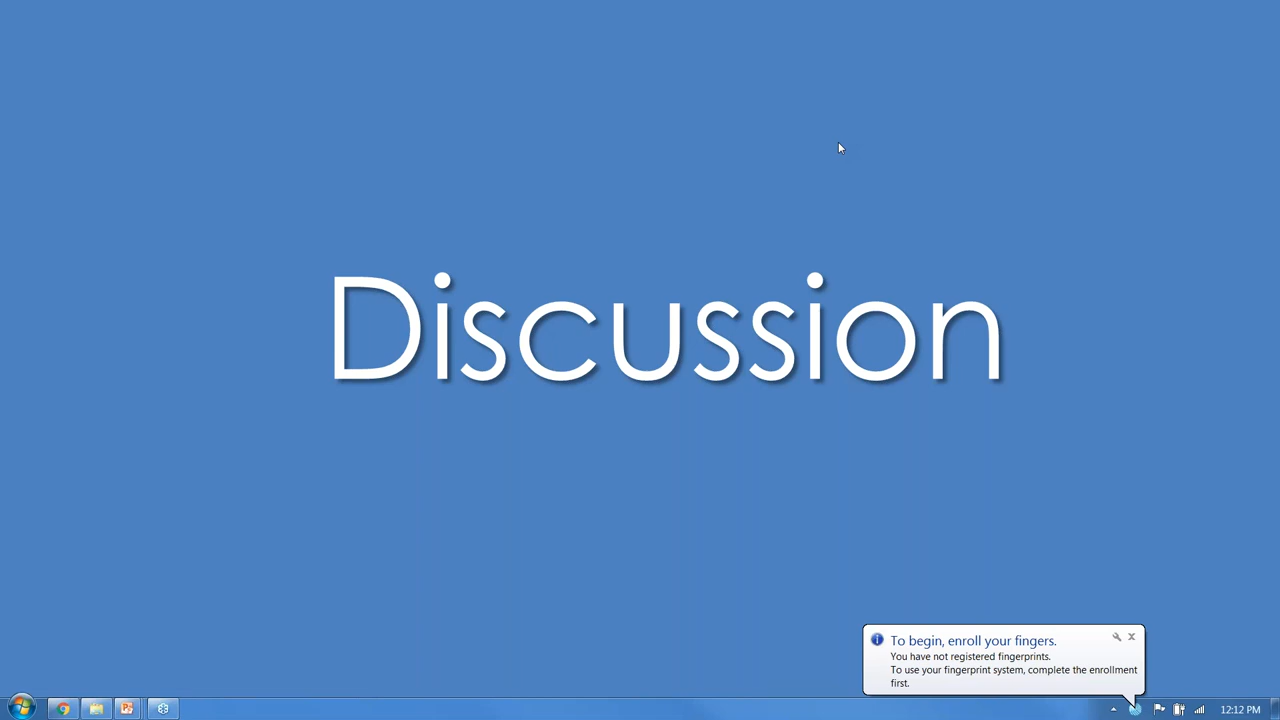 Discussion
To begin, enroll your fingers.
You have not registered fingerprints.
To use your fingerprint system, complete the enrollment
first.
12:12 PM